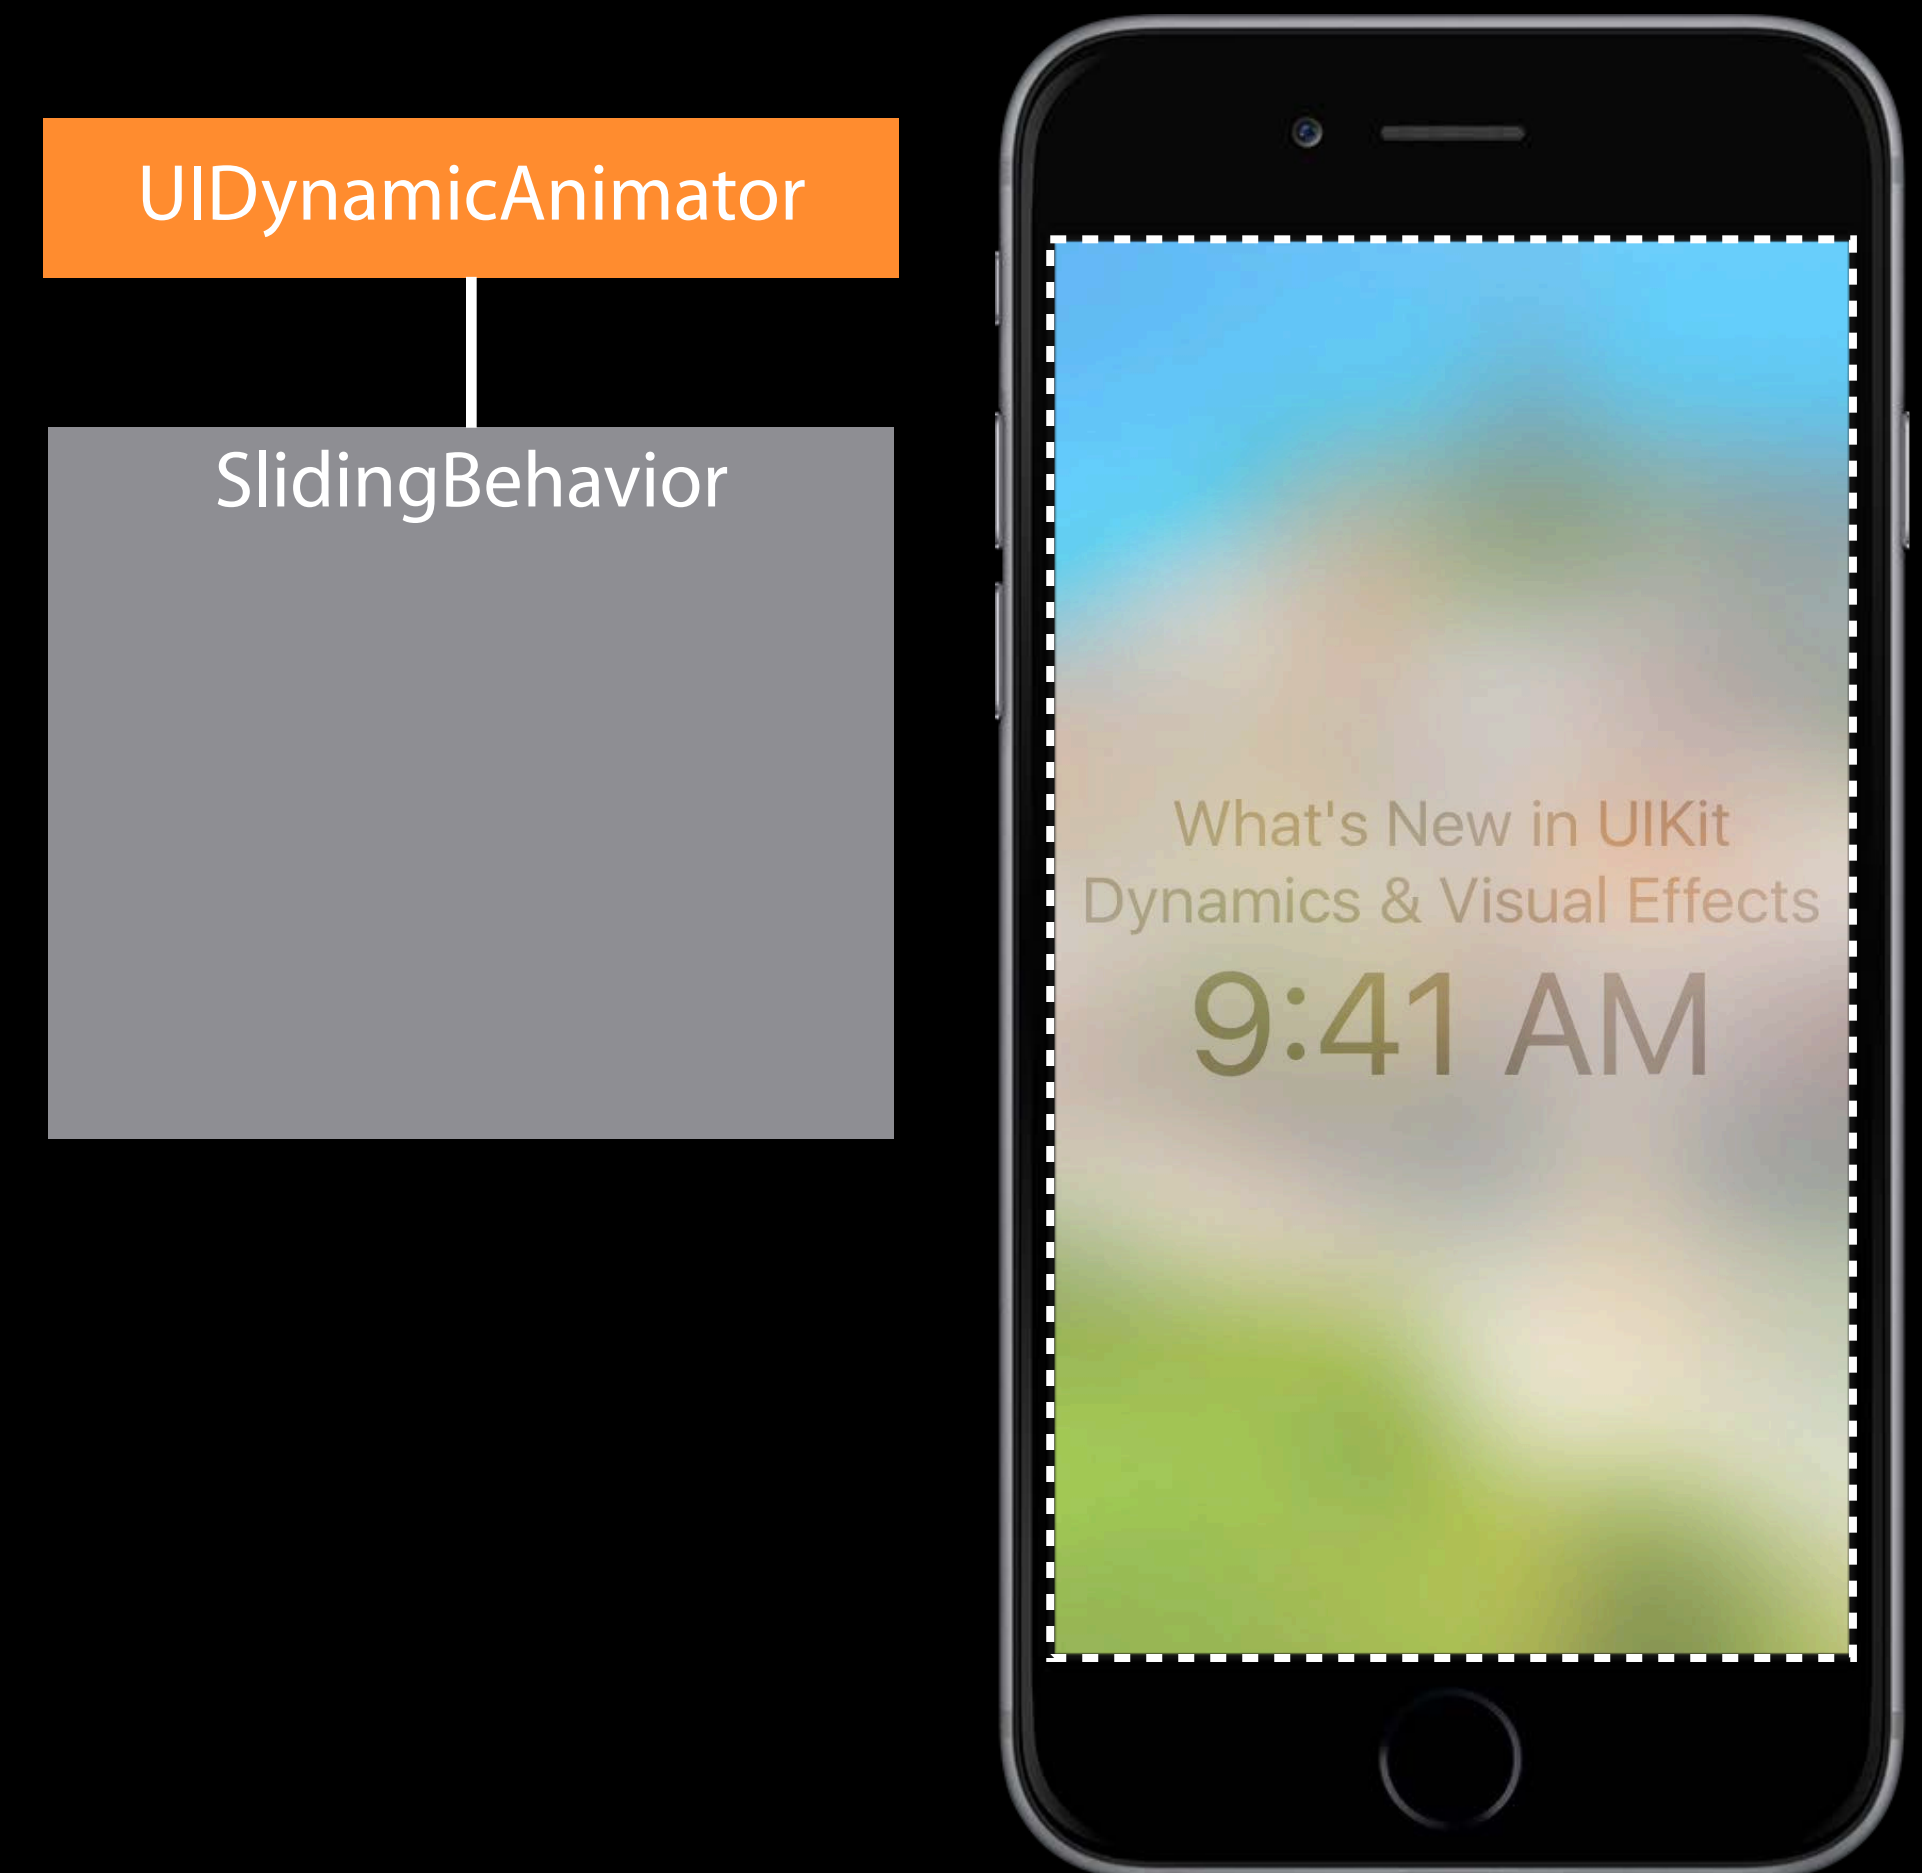 UIDynamicAnimator
SlidingBehavior
What's New in UIKit
Dynamics & Visual Effects
9:41 AM